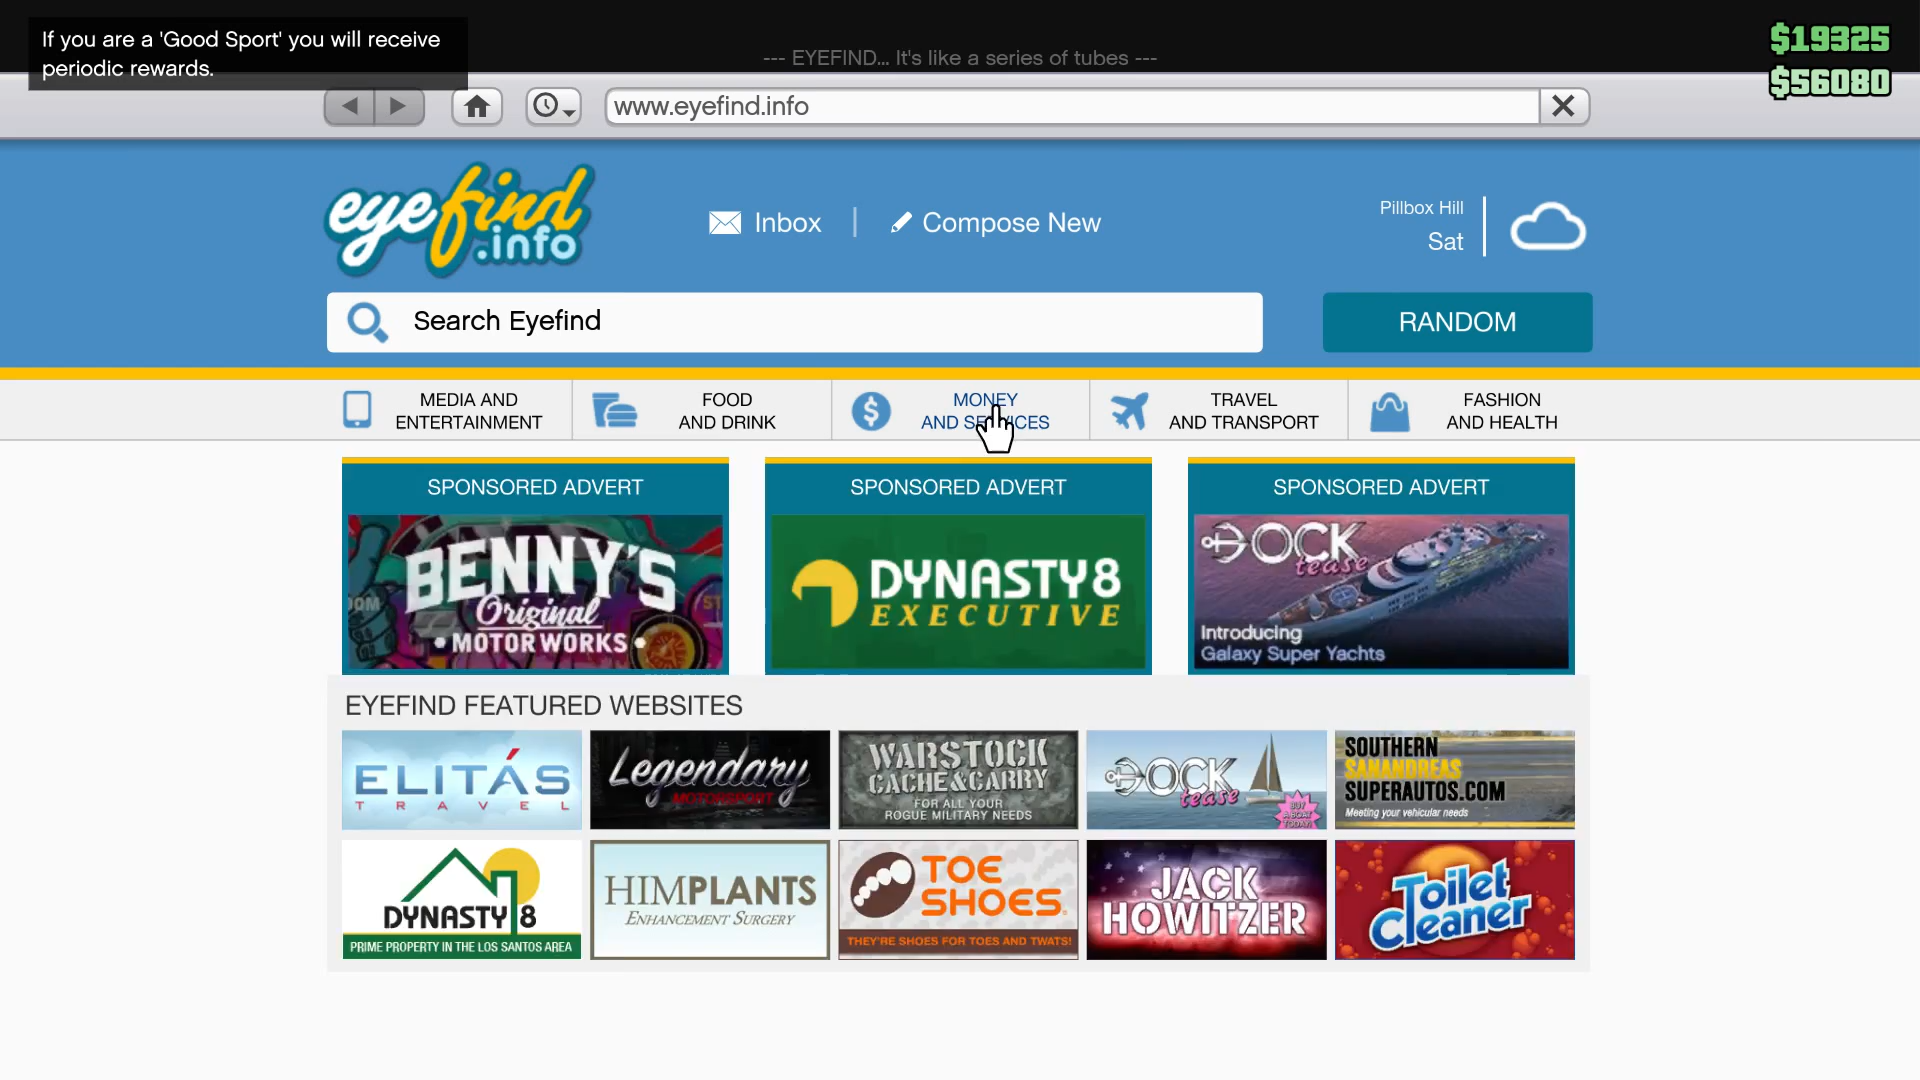 If you are a 'Good Sport' you will receive
periodic rewards.
--- EYEFIND... It's like a series of tubes ---
$19325
$56080
www.eyefind.info
eyefind
.info
Inbox
Compose New
Pillbox Hill
Sat
Search Eyefind
RANDOM
MEDIA AND
ENTERTAINMENT
FOOD
AND DRINK
MONEY
AND SERVICES
TRAVEL
AND TRANSPORT
FASHION
AND HEALTH
SPONSORED ADVERT
BENNY'S
Original
MOTORWORKS
SPONSORED ADVERT
DYNASTY8
EXECUTIVE
SPONSORED ADVERT
DOCK
tease
Introducing
Galaxy Super Yachts
EYEFIND FEATURED WEBSITES
ELITÁS
TRAVEL
Legendary
MOTORSPORT
WARSTOCK
CACHE&CARRY
FOR ALL YOUR
ROGUE MILITARY NEEDS
DOCK
tease
BUY
A BOAT
TODAY!
SOUTHERN
SANANDREAS
SUPERAUTOS.COM
Meeting your vehicular needs
DYNASTY 8
PRIME PROPERTY IN THE LOS SANTOS AREA
HIMPLANTS
ENHANCEMENT SURGERY
TOE
SHOES
THEY'RE SHOES FOR TOES AND TWATS!
JACK
HOWITZER
Toilet
Cleaner